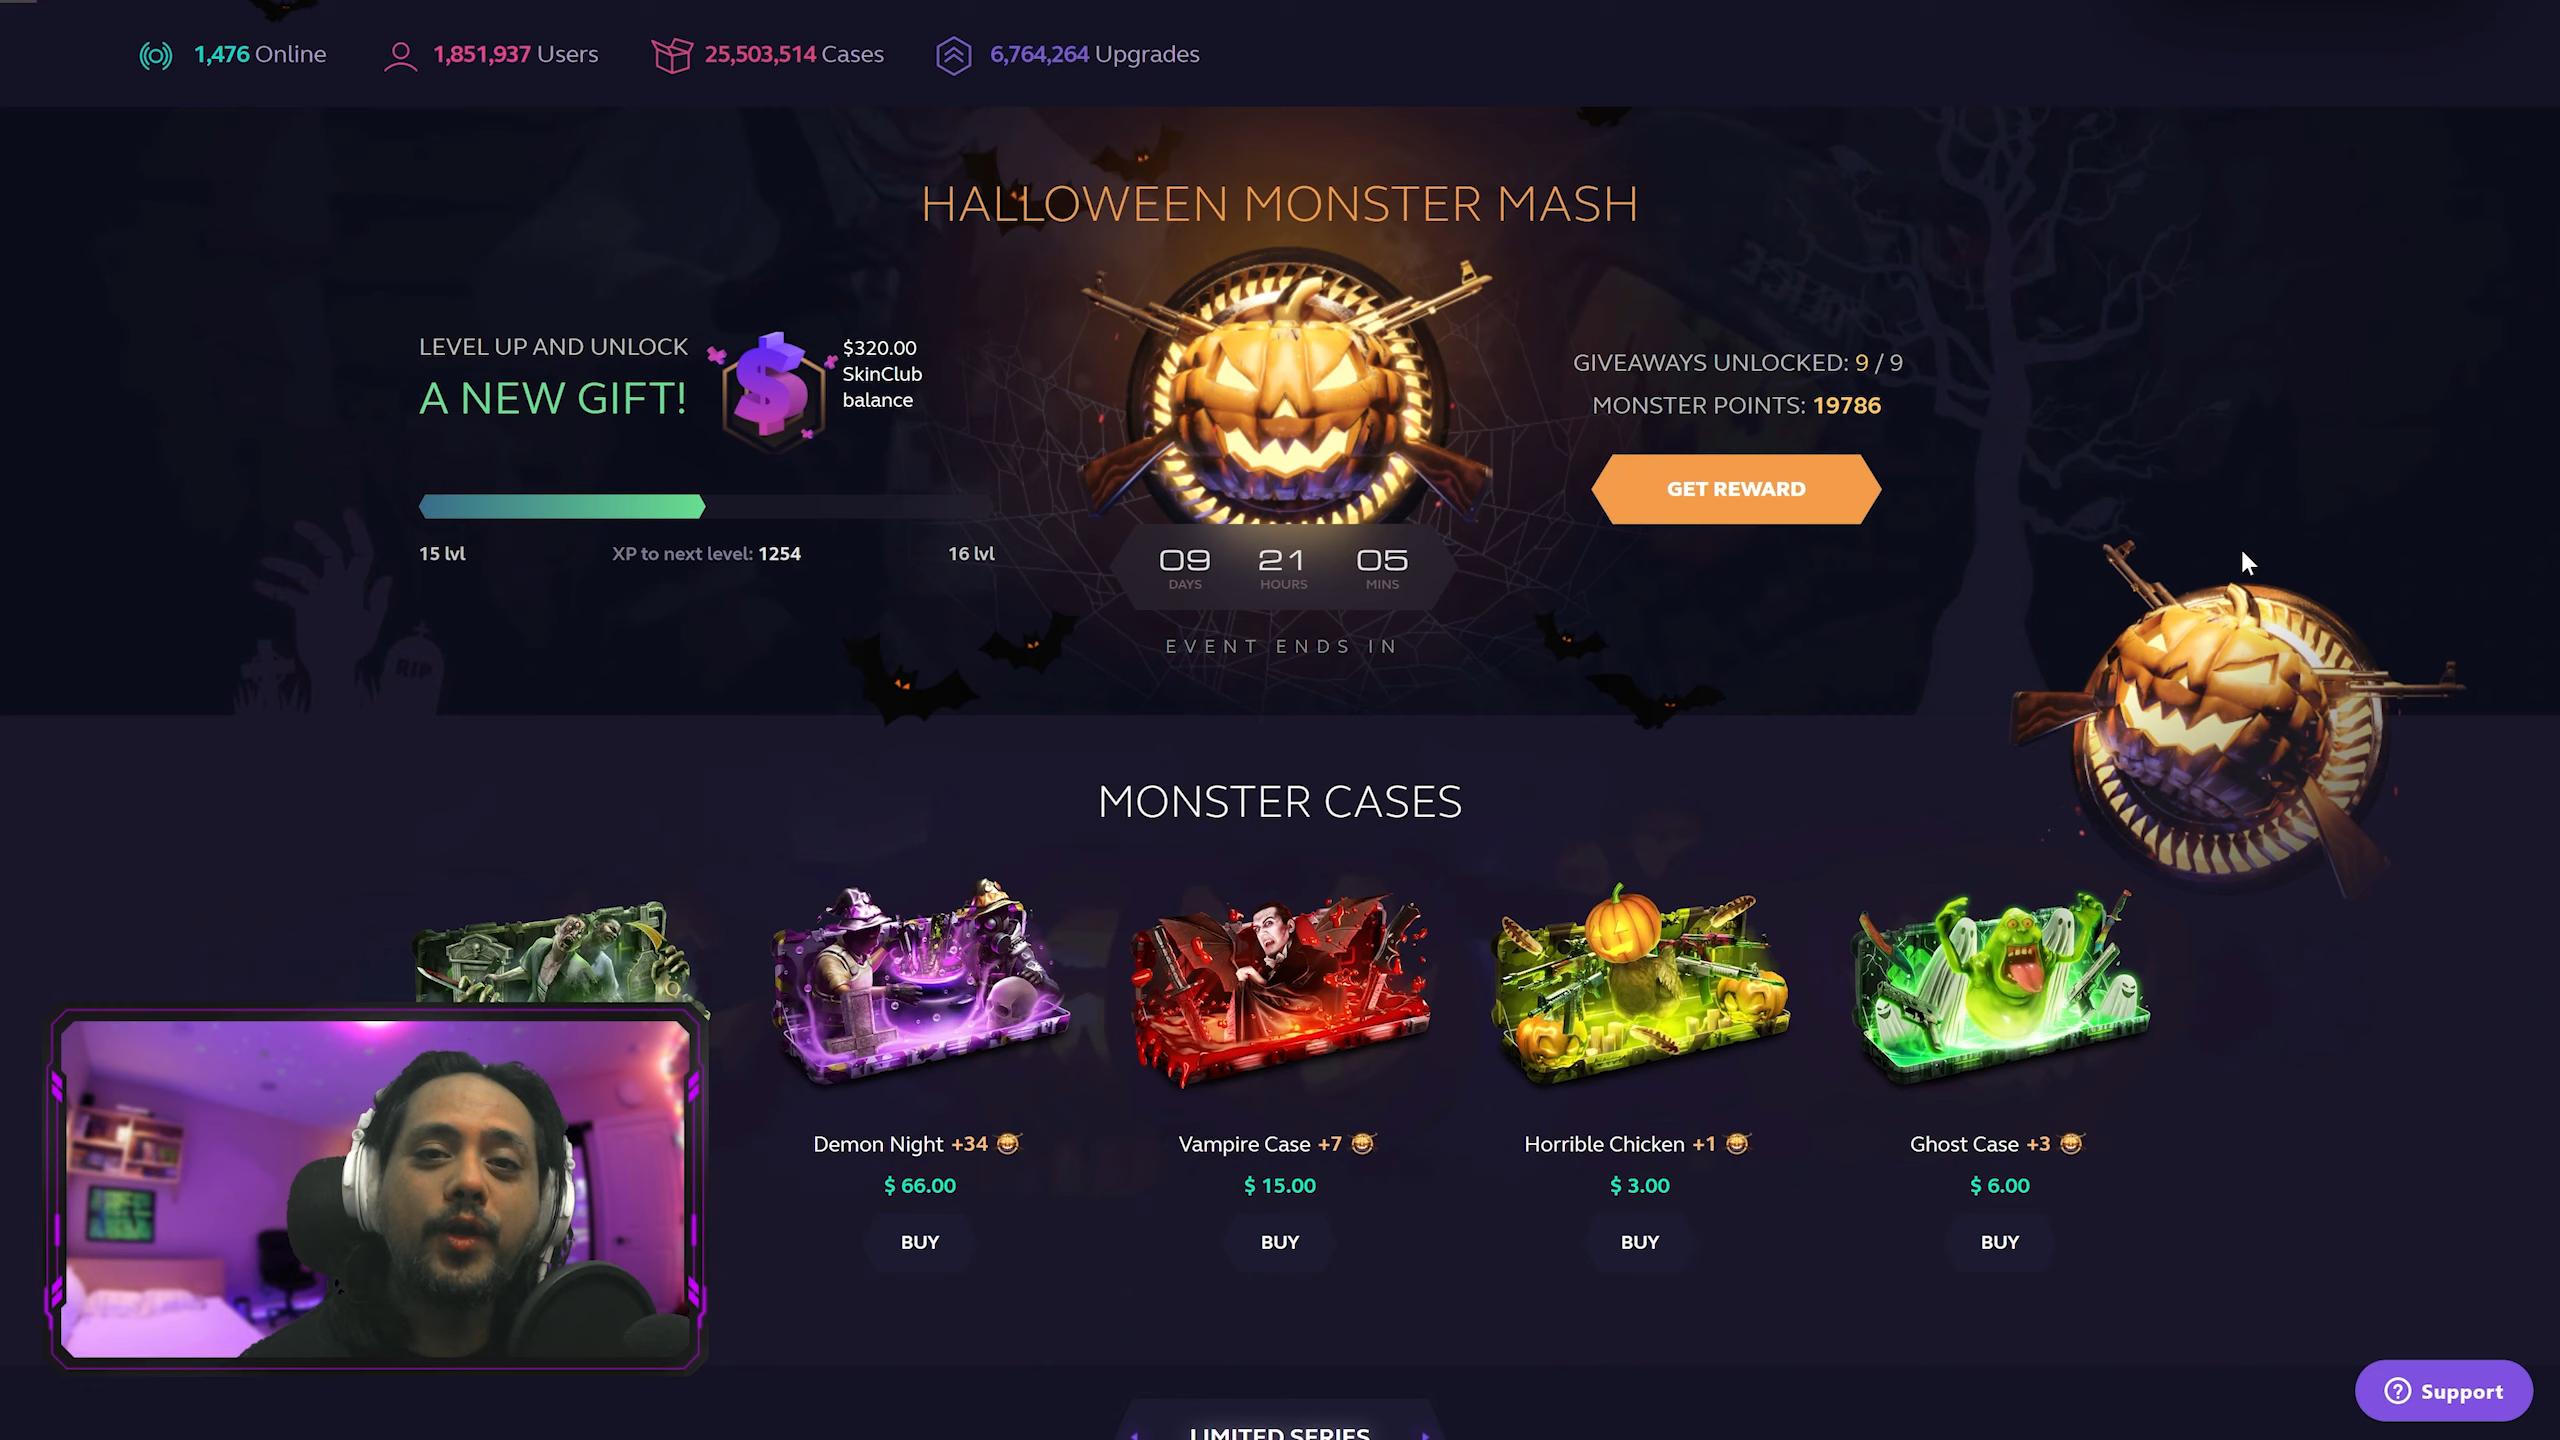 1,476 Online
1,851,937 Users
25,503,514 Cases
6,764,264 Upgrades
HALLOWEEN MONSTER MASH
LEVEL UP AND UNLOCK
A NEW GIFT!
$320.00
SkinClub
balance
15 lvl
XP to next level: 1254
16 lvl
09 21 05
DAYS HOURS MINS
EVENT ENDS IN
GIVEAWAYS UNLOCKED: 9 / 9
MONSTER POINTS: 19786
GET REWARD
RIP
MONSTER CASES
Demon Night +34
$ 66.00
BUY
Vampire Case +7
$ 15.00
BUY
Horrible Chicken +1
$ 3.00
BUY
Ghost Case +3
$ 6.00
BUY
LIMITED SERIES
Support